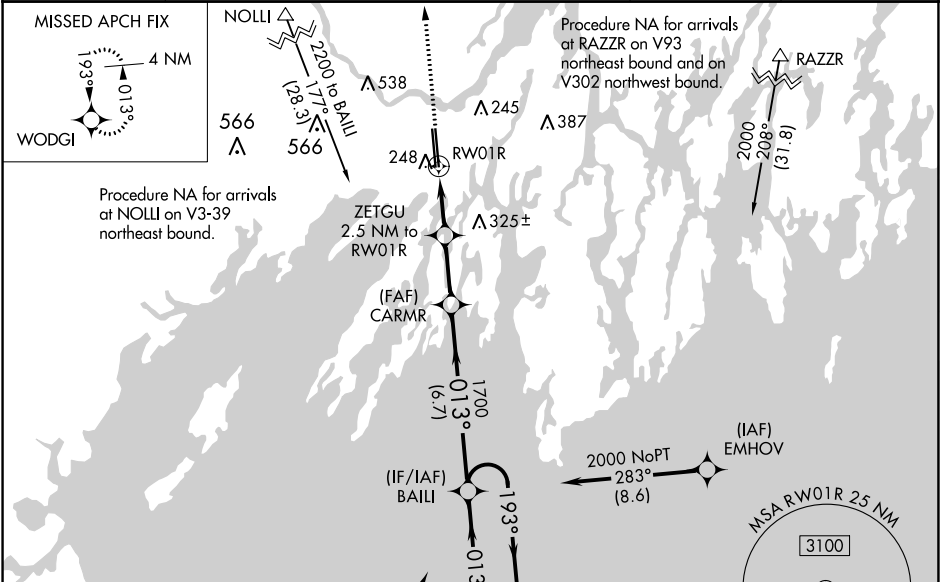 MISSED APCH FIX
4 NM
193°
013°
WODGI
NOLLI
2200 to BAILI
177°
(28.3)
538
566
566
245
387
248
RW01R
Procedure NA for arrivals
at RAZZR on V93
northeast bound and on
V302 northwest bound.
RAZZR
2000
208°
(31.8)
Procedure NA for arrivals
at NOLLI on V3-39
northeast bound.
ZETGU
2.5 NM to
RW01R
325±
(FAF)
CARMR
1700
013°
(6.7)
(IF/IAF)
BAILI
193°
013
2000 NoPT
283°
(8.6)
(IAF)
EMHOV
MSA RW01R 25 NM
3100